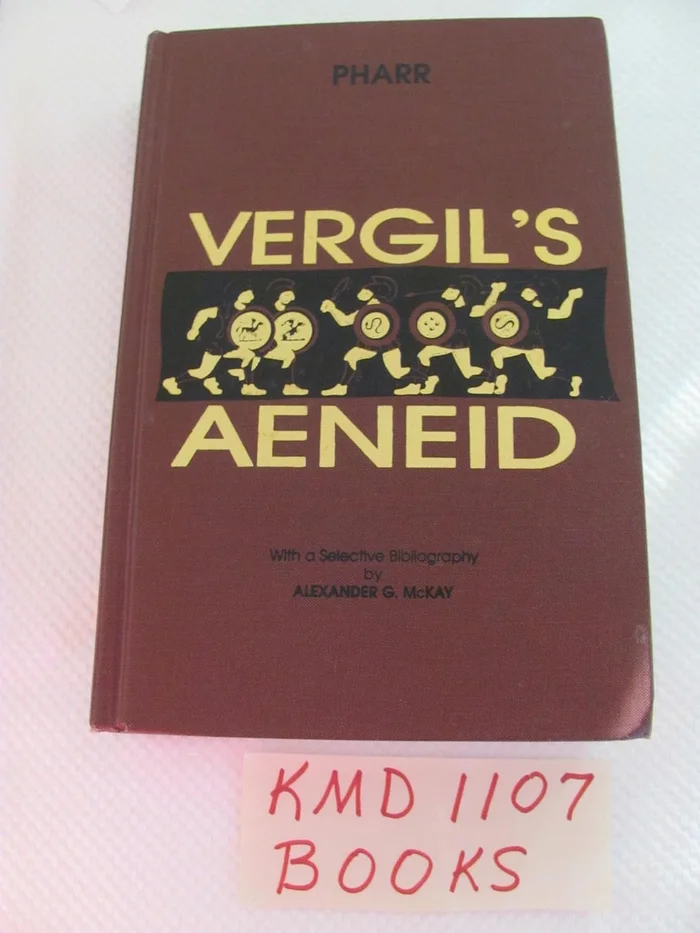 PHARR
VERGIL'S
AENEID
With a Selective Bibliography
by
ALEXANDER G. McKAY
KMD 1107
BOOKS